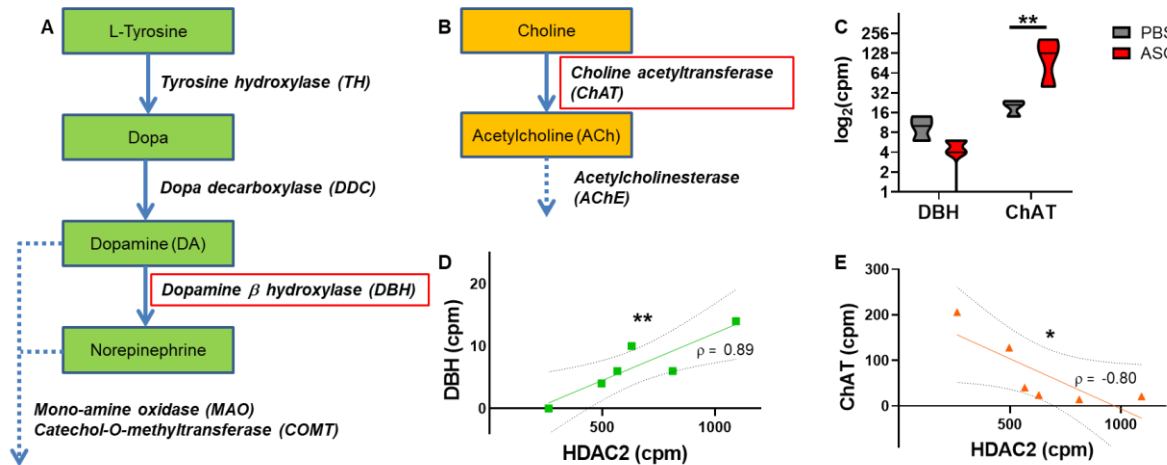 A
L-Tyrosine
Tyrosine hydroxylase (TH)
Dopa
Dopa decarboxylase (DDC)
Dopamine (DA)
Dopamine β hydroxylase (DBH)
Norepinephrine
Mono-amine oxidase (MAO)
Catechol-O-methyltransferase (COMT)
B
Choline
Choline acetyltransferase
(ChAT)
Acetylcholine (ACh)
Acetylcholinesterase
(AChE)
C
**
PBS
256
128
64
32
16
8
4
2
1
log2(cpm)
DBH
ChAT
D
20
10
0
DBH (cpm)
**
ρ = 0.89
500
1000
HDAC2 (cpm)
E
300
200
100
0
ChAT (cpm)
*
ρ = -0.80
500
1000
HDAC2 (cpm)